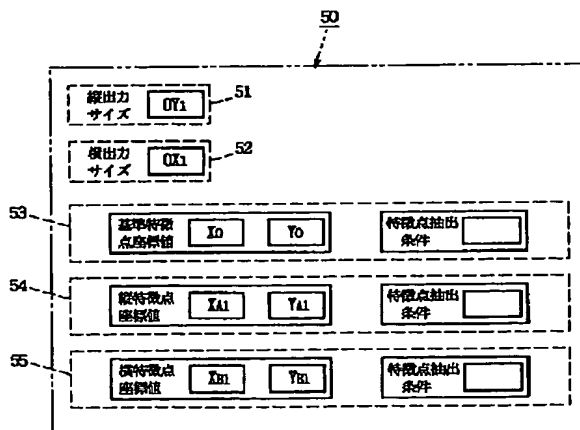 50
縦出力
サイズ
OY1
51
横出力
サイズ
OX1
52
53
基準特徴
点座標値
X0
Y0
特徴点抽出
条件
54
縦特徴点
座標値
XA1
YA1
特徴点抽出
条件
55
横特徴点
座標値
XB1
YB1
特徴点抽出
条件